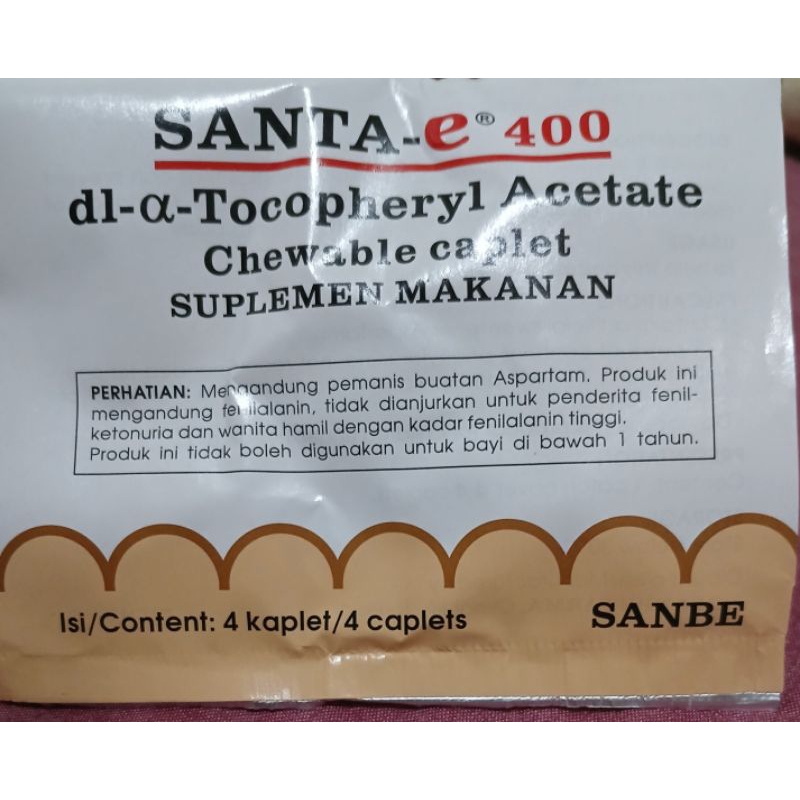 SANTA-e® 400
dl-α-Tocopheryl Acetate
Chewable caplet
SUPLEMEN MAKANAN
PERHATIAN: Mengandung pemanis buatan Aspartam. Produk ini
mengandung fenilalanin, tidak dianjurkan untuk penderita fenil-
ketonuria dan wanita hamil dengan kadar fenilalanin tinggi.
Produk ini tidak boleh digunakan untuk bayi di bawah 1 tahun.
Isi/Content: 4 kaplet/4 caplets
SANBE